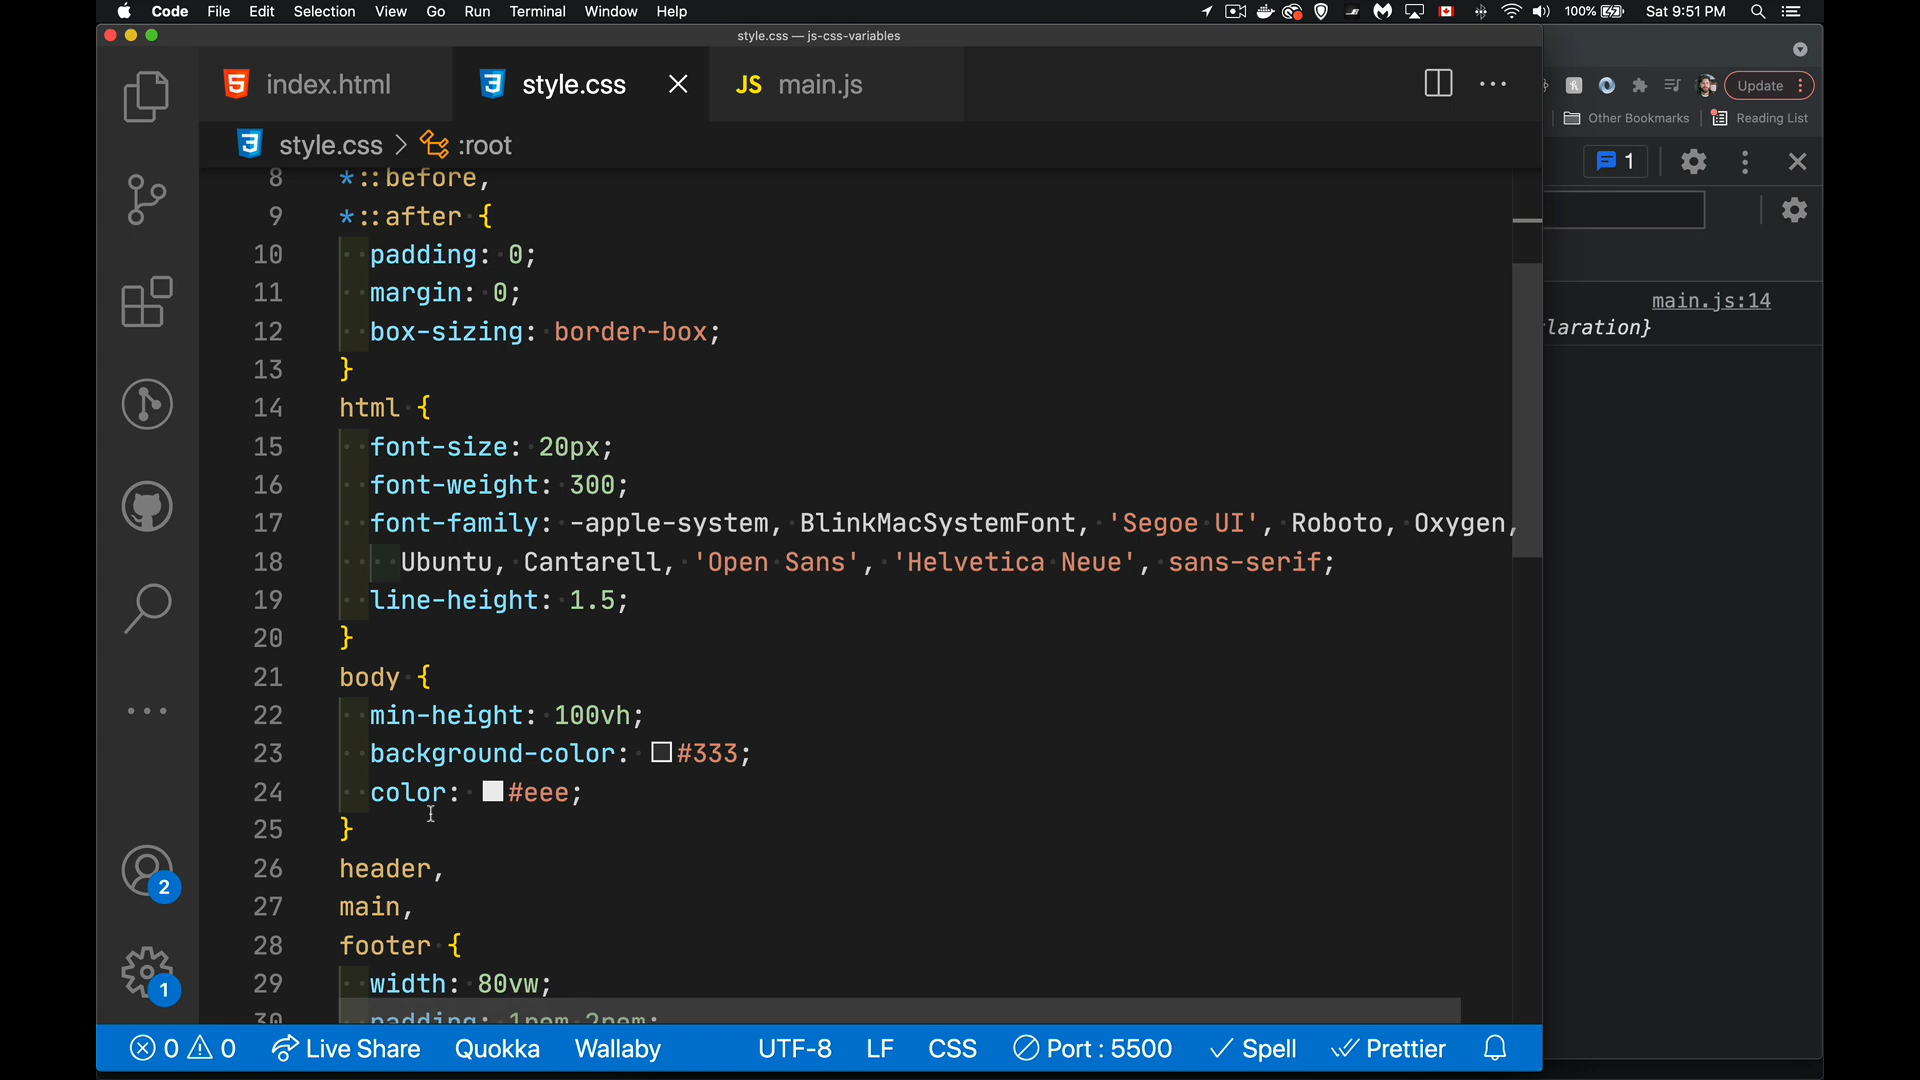 Code File Edit Selection View Go Run Terminal Window Help
100% Sat 9:51 PM
style.css — js-css-variables
index.html
style.css
JS main.js
Update
Other Bookmarks
Reading List
style.css > :root
1
8 *::before,
9 *::after {
10 padding: 0;
11 margin: 0;
12 box-sizing: border-box;
13 }
14 html {
15 font-size: 20px;
16 font-weight: 300;
17 font-family: -apple-system, BlinkMacSystemFont, 'Segoe UI', Roboto, Oxygen,
18 Ubuntu, Cantarell, 'Open Sans', 'Helvetica Neue', sans-serif;
19 line-height: 1.5;
20 }
21 body {
22 min-height: 100vh;
23 background-color: #333;
24 color: #eee;
25 }
26 header,
27 main,
28 footer {
29 width: 80vw;
30 padding: 1rem 2rem;
main.js:14
laration}
2
1
0 0 Live Share Quokka Wallaby UTF-8 LF CSS Port : 5500 Spell Prettier